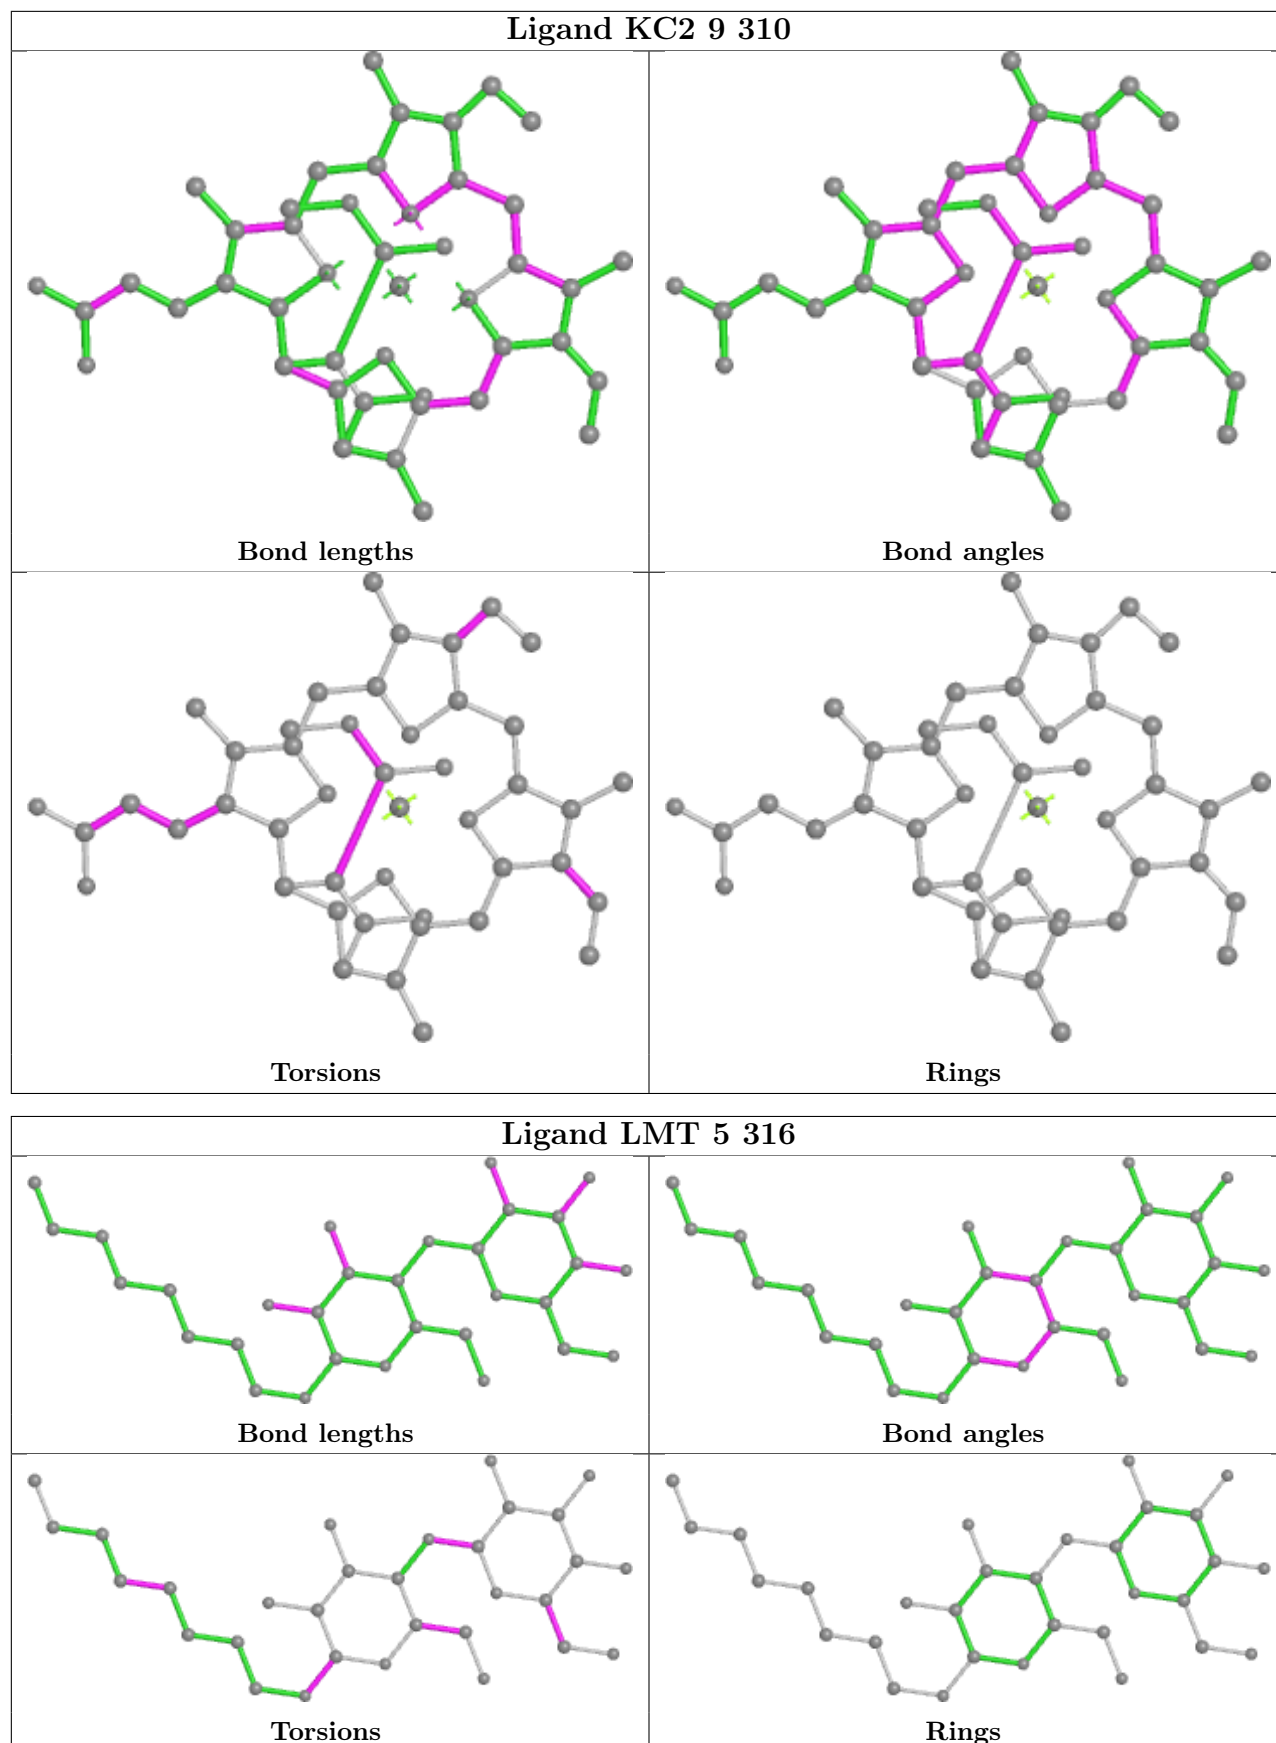 Ligand KC2 9 310
Bond lengths
Bond angles
Torsions
Rings
Ligand LMT 5 316
Bond lengths
Bond angles
Torsions
Rings